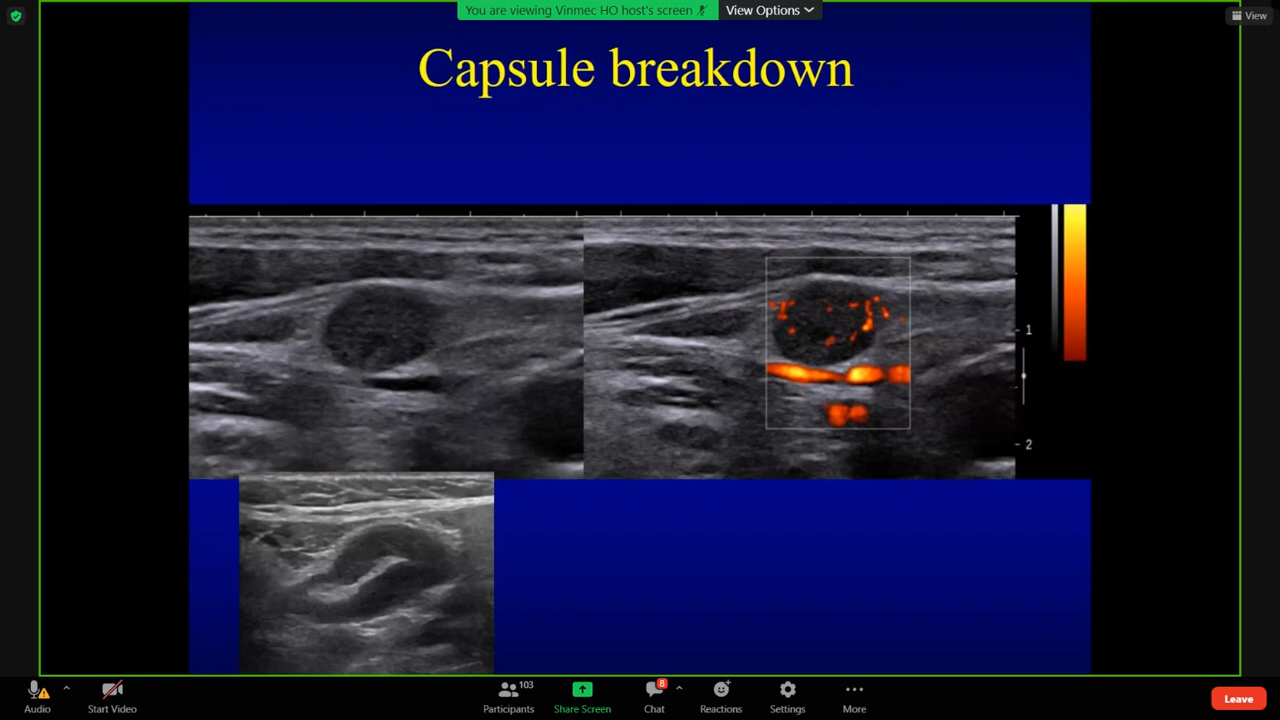 You are viewing Vinmec HO host's screen
View Options
View
Capsule breakdown
1
2
Audio
Start Video
Participants
103
Share Screen
Chat
8
Reactions
Settings
More
Leave